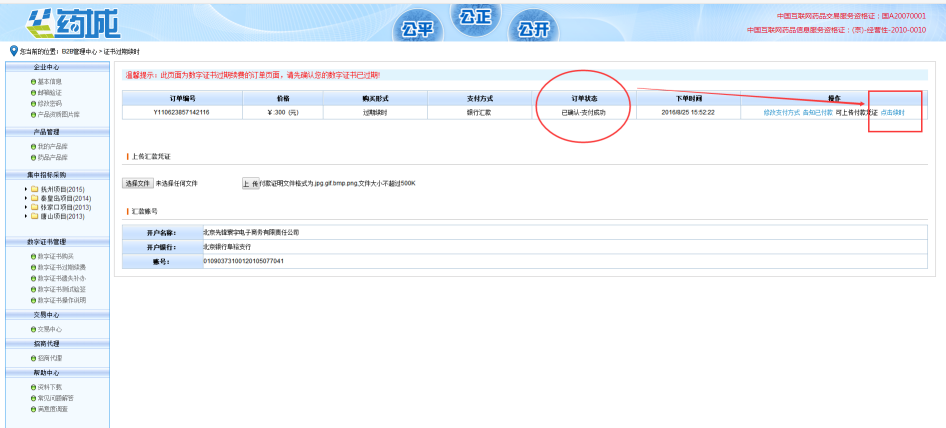 药城
公平
公正
公开
中国互联网药品交易服务资格证：国A20070001
中国互联网药品信息服务资格证：(京)-经营性-2010-0010
您当前的位置：B2B管理中心 > 证书过期续时
企业中心
基本信息
邮箱验证
修改密码
产品资质图片库
产品管理
我的产品库
药品产品库
集中招标采购
杭州项目(2015)
秦皇岛项目(2014)
张家口项目(2013)
唐山项目(2013)
数字证书管理
数字证书购买
数字证书过期续费
数字证书遗失补办
数字证书测试验签
数字证书操作说明
交易中心
交易中心
招商代理
招商代理
帮助中心
资料下载
常见问题解答
满意度调查
温馨提示：此页面为数字证书过期续费的订单页面，请先确认您的数字证书已过期!
订单编号 价格 购买形式 支付方式 订单状态 下单时间 操作
Y110623857142116 ￥:300 (元) 过期续时 银行汇款 已确认-支付成功 2016/8/25 15:52:22 修改支付方式 告知已付款 可上传付款凭证 点击续时
上传汇款凭证
选择文件 未选择任何文件 上 传 付款证明文件格式为.jpg.gif.bmp.png,文件大小不超过500K
汇款账号
开户名称： 北京先锋寰宇电子商务有限责任公司
开户银行： 北京银行阜裕支行
账号： 01090373100120105077041